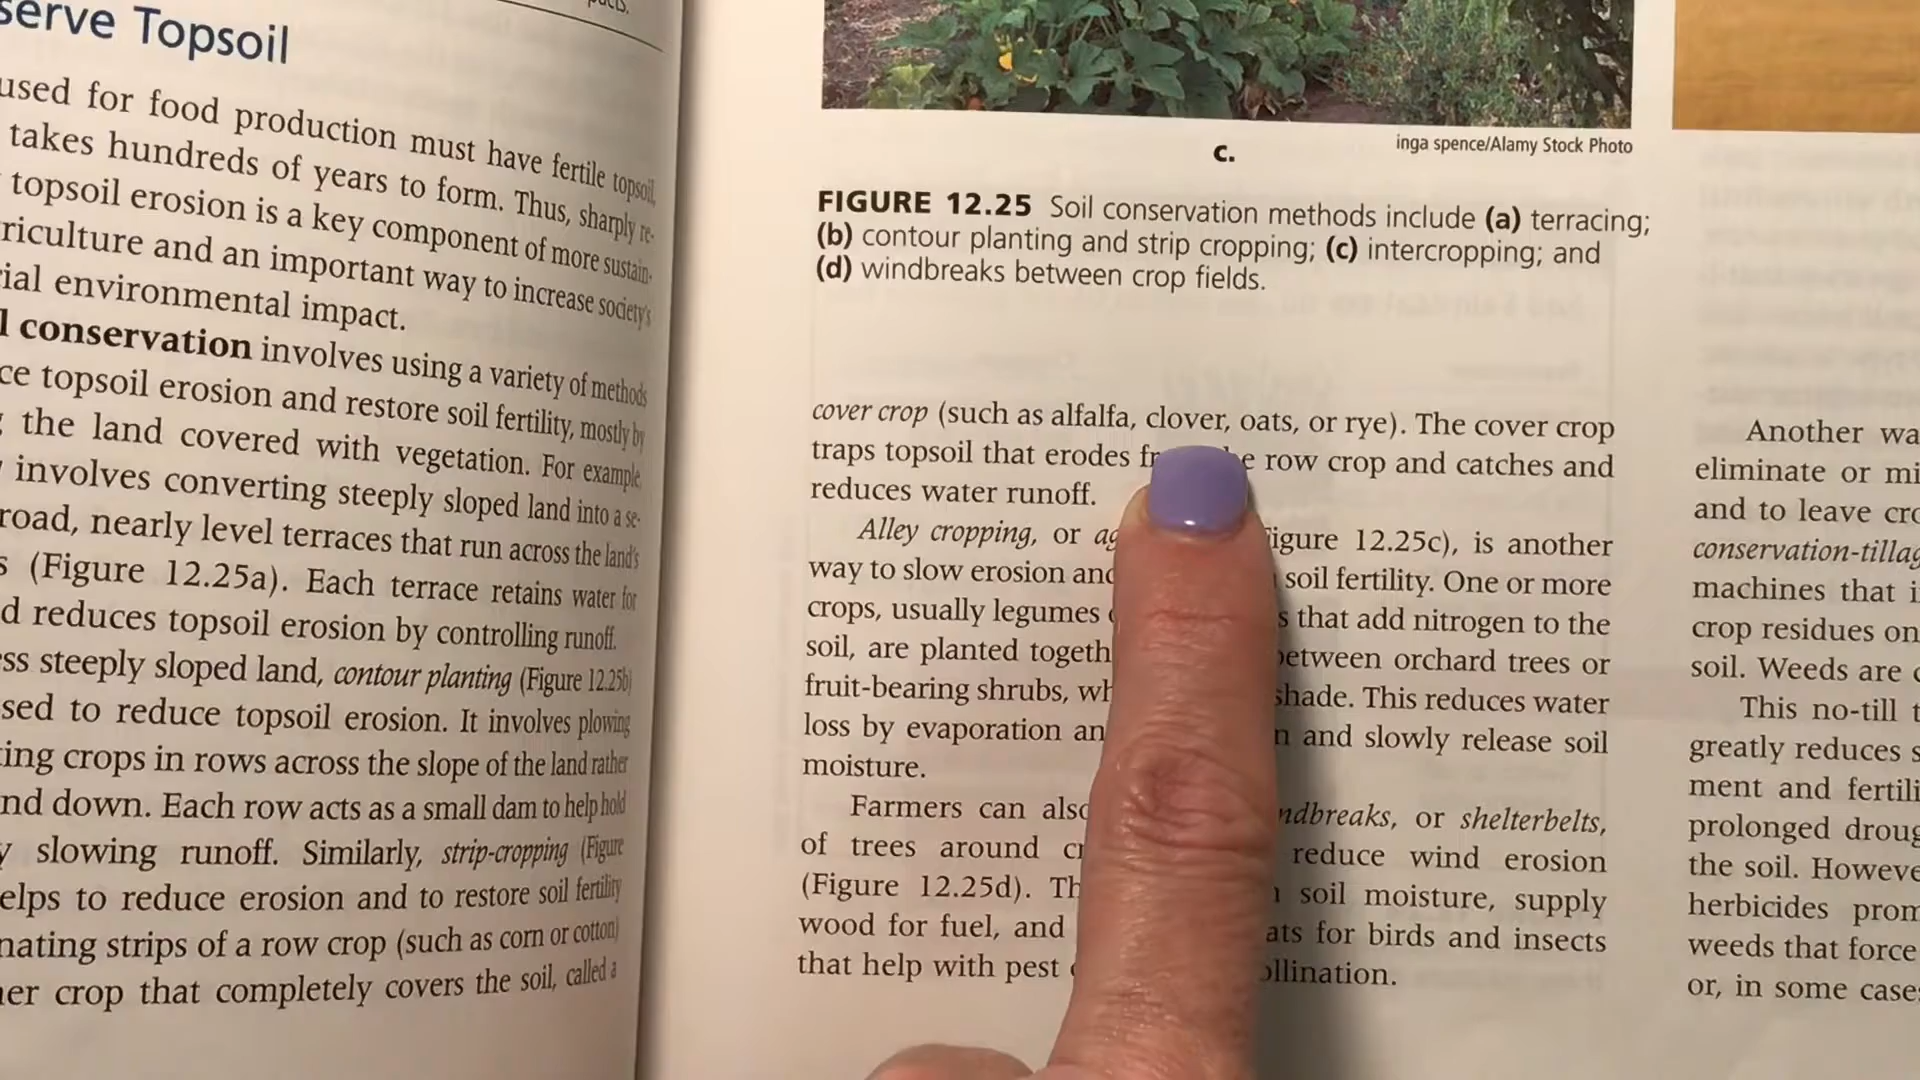 serve Topsoil
used for food production must have fertile topsoil,
takes hundreds of years to form. Thus, sharply re-
topsoil erosion is a key component of more sustain-
riculture and an important way to increase society's
ial environmental impact.
l conservation involves using a variety of methods
ce topsoil erosion and restore soil fertility, mostly by
the land covered with vegetation. For example
involves converting steeply sloped land into a se-
road, nearly level terraces that run across the land's
s (Figure 12.25a). Each terrace retains water for
d reduces topsoil erosion by controlling runoff.
ss steeply sloped land, contour planting (Figure 12.25b)
sed to reduce topsoil erosion. It involves plowing
ting crops in rows across the slope of the land rather
nd down. Each row acts as a small dam to help hold
y slowing runoff. Similarly, strip-cropping (Figure
elps to reduce erosion and to restore soil fertility
nating strips of a row crop (such as corn or cotton)
her crop that completely covers the soil, called a
inga spence/Alamy Stock Photo
c.
FIGURE 12.25 Soil conservation methods include (a) terracing;
(b) contour planting and strip cropping; (c) intercropping; and
(d) windbreaks between crop fields.
cover crop (such as alfalfa, clover, oats, or rye). The cover crop
traps topsoil that erodes row crop and catches and
reduces water runoff.
Alley cropping, or igure 12.25c), is another
way to slow erosion and soil fertility. One or more
crops, usually legumes s that add nitrogen to the
soil, are planted togeth between orchard trees or
fruit-bearing shrubs, wh shade. This reduces water
loss by evaporation an n and slowly release soil
moisture.
Farmers can also ndbreaks, or shelterbelts,
of trees around cr reduce wind erosion
(Figure 12.25d). Th soil moisture, supply
wood for fuel, and ats for birds and insects
that help with pest ollination.
Another wa
eliminate or mi
and to leave cro
conservation-tillag
machines that i
crop residues on
soil. Weeds are c
This no-till t
greatly reduces s
ment and fertili
prolonged droug
the soil. Howeve
herbicides prom
weeds that force
or, in some cases